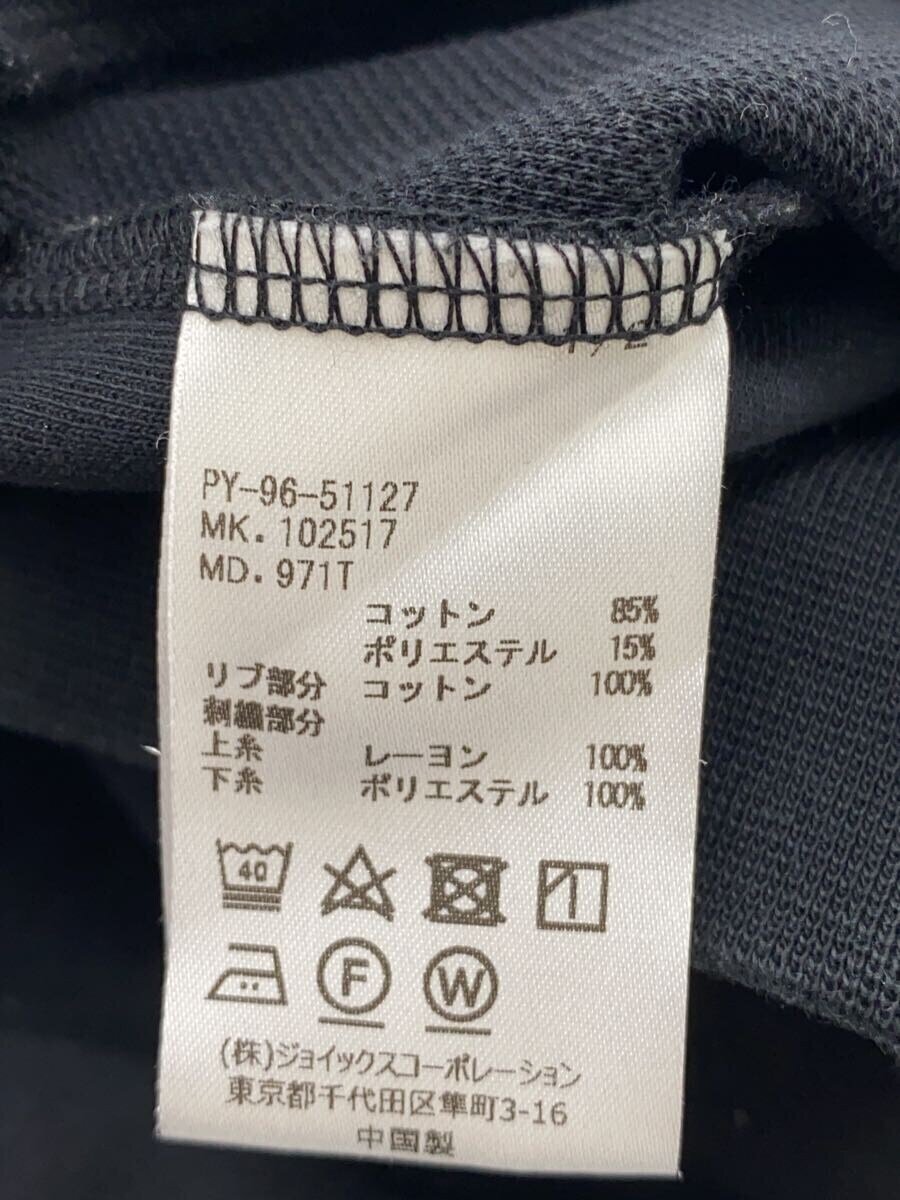 PY-96-51127
MK. 102517
MD. 971T
コットン 85%
ポリエステル 15%
リブ部分 コットン 100%
刺繍部分
上糸 レーヨン 100%
下糸 ポリエステル 100%
40
F W
(株)ジョイックスコーポレーション
東京都千代田区隼町3-16
中国製